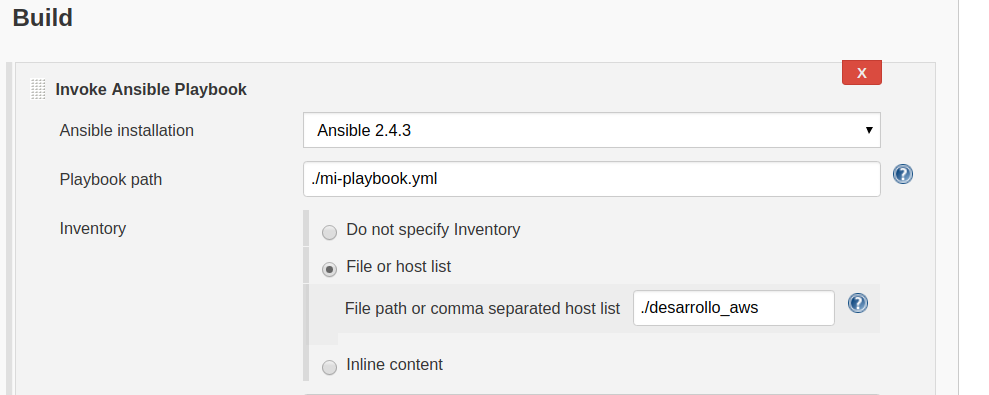 Build
X
Invoke Ansible Playbook
Ansible installation
Ansible 2.4.3
Playbook path
./mi-playbook.yml
?
Inventory
Do not specify Inventory
File or host list
File path or comma separated host list
./desarrollo_aws
?
Inline content